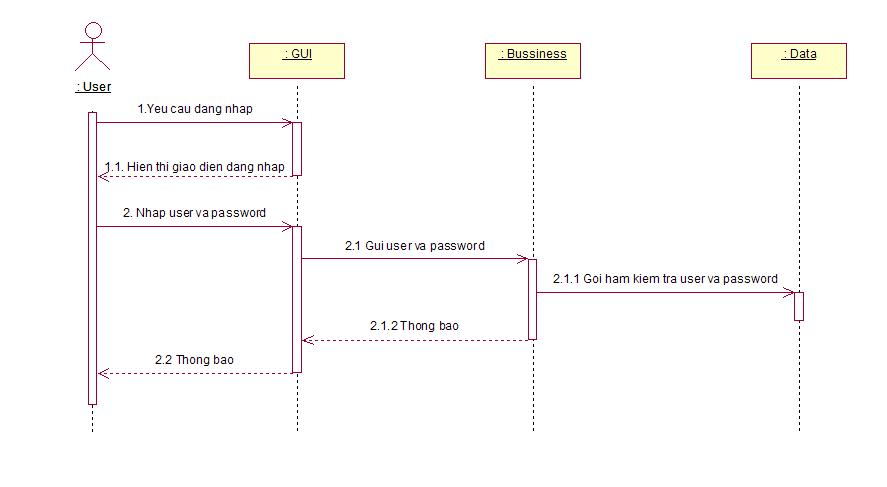 : GUI
: Bussiness
: Data
: User
1.Yeu cau dang nhap
1.1. Hien thi giao dien dang nhap
2. Nhap user va password
2.1 Gui user va password
2.1.1 Goi ham kiem tra user va password
2.1.2 Thong bao
2.2 Thong bao